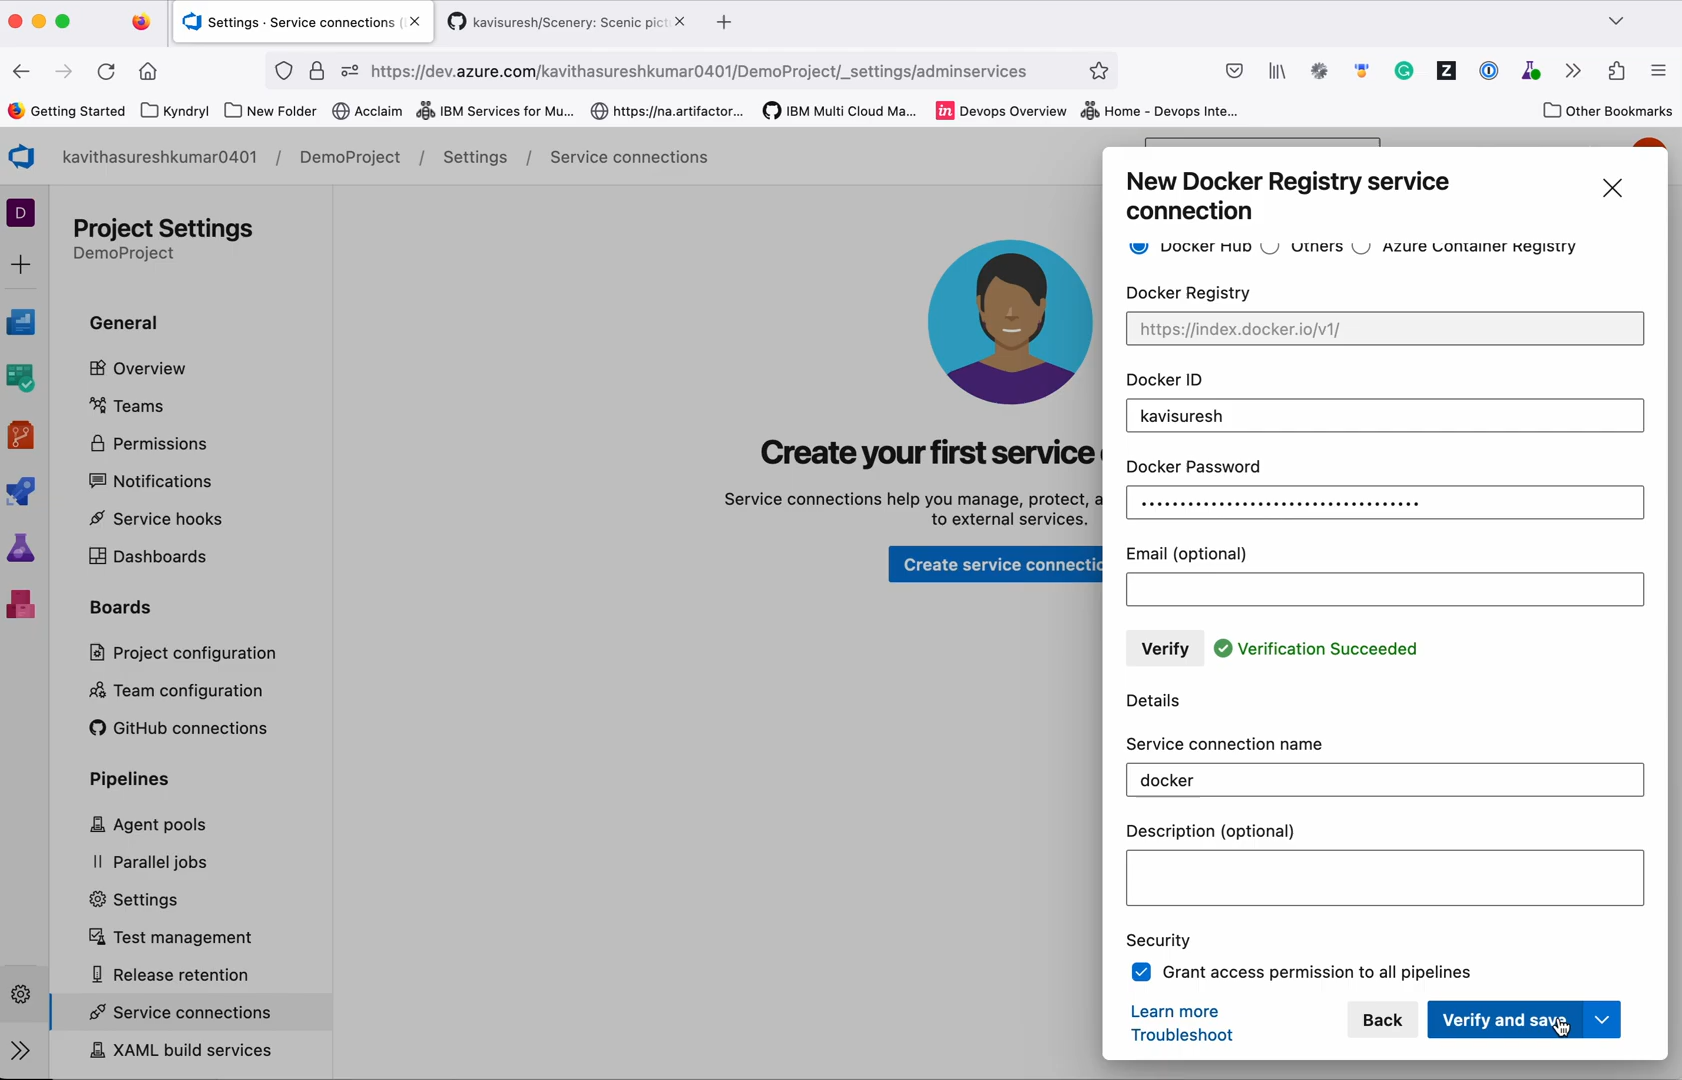 Settings · Service connections (
kavisuresh/Scenery: Scenic pict
https://dev.azure.com/kavithasureshkumar0401/DemoProject/_settings/adminservices
Getting Started
Kyndryl
New Folder
Acclaim
IBM Services for Mu...
https://na.artifactor...
IBM Multi Cloud Ma...
in Devops Overview
Home - Devops Inte...
Other Bookmarks
kavithasureshkumar0401 / DemoProject / Settings / Service connections
D
Project Settings
DemoProject
General
Overview
Teams
Permissions
Notifications
Service hooks
Dashboards
Boards
Project configuration
Team configuration
GitHub connections
Pipelines
Agent pools
Parallel jobs
Settings
Test management
Release retention
Service connections
XAML build services
Create your first service
Service connections help you manage, protect, a
to external services.
Create service connectio
New Docker Registry service
connection
Docker Hub Others Azure Container Registry
Docker Registry
https://index.docker.io/v1/
Docker ID
kavisuresh
Docker Password
Email (optional)
Verify Verification Succeeded
Details
Service connection name
docker
Description (optional)
Security
Grant access permission to all pipelines
Learn more
Troubleshoot
Back
Verify and save